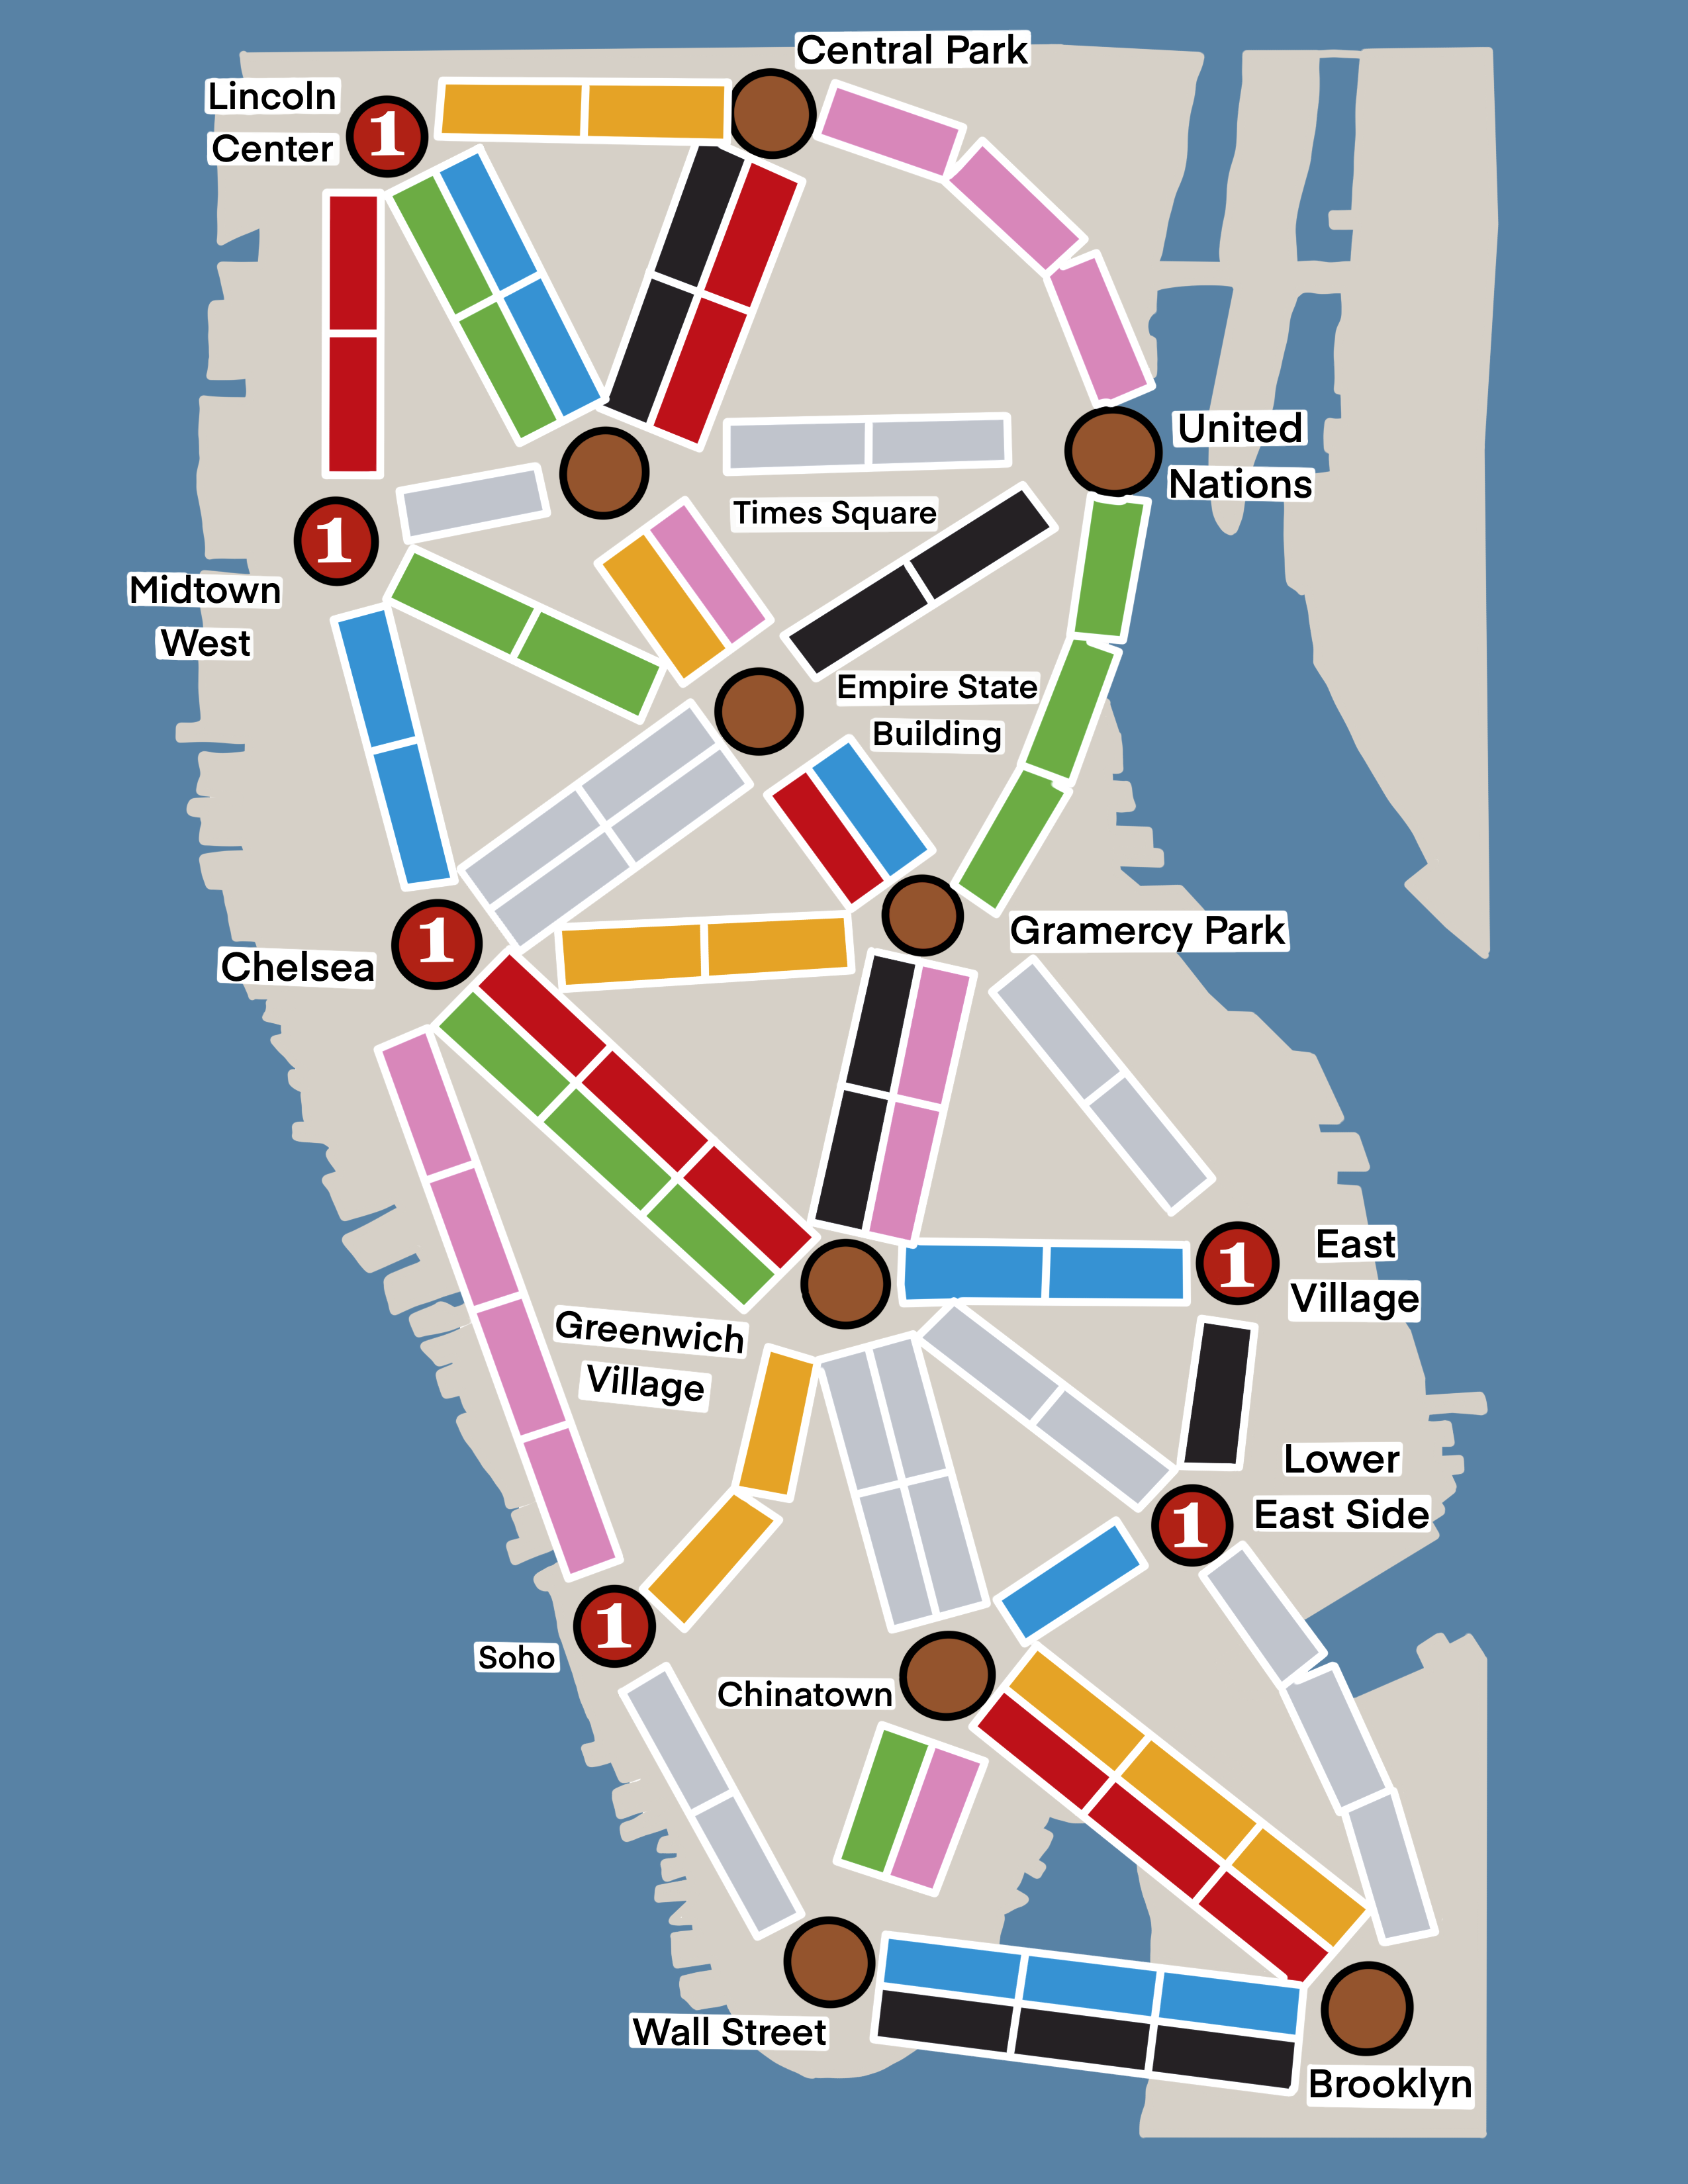 Central Park
Lincoln
Center
1
United
Nations
Times Square
1
Midtown
West
Empire State
Building
1
Chelsea
Gramercy Park
1
East
Village
Greenwich
Village
Lower
East Side
1
1
Soho
Chinatown
Wall Street
Brooklyn